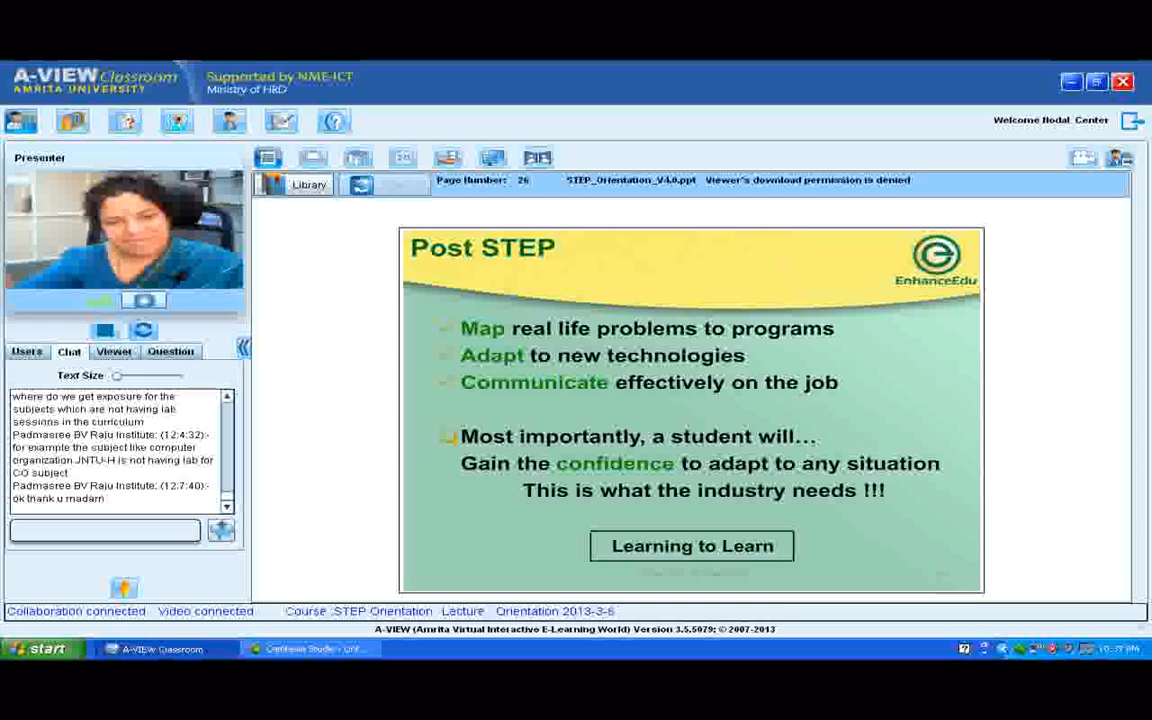 A-VIEW Classroom
AMRITA UNIVERSITY
Supported by NME-ICT
Ministry of HRD
Welcome Nodal_Center
Presenter
Library
Page Number: 26 STEP_Orientation_V4.0.ppt Viewer's download permission is denied
Users Chat Viewer Question
Text Size
where do we get exposure for the
subjects which are not having lab
sessions in the curriculum
Padmasree BV Raju Institute: (12:4:32):-
for example the subject like computer
organization JNTU-H is not having lab for
CO subject
Padmasree BV Raju Institute: (12:7:40):-
ok thank u madam
Post STEP
EnhanceEdu
Map real life problems to programs
Adapt to new technologies
Communicate effectively on the job
Most importantly, a student will...
Gain the confidence to adapt to any situation
This is what the industry needs !!!
Learning to Learn
Collaboration connected Video connected Course :STEP Orientation Lecture Orientation 2013-3-6
A-VIEW (Amrita Virtual Interactive E-Learning World) Version 3.5.5079; © 2007-2013
start A-VIEW Classroom